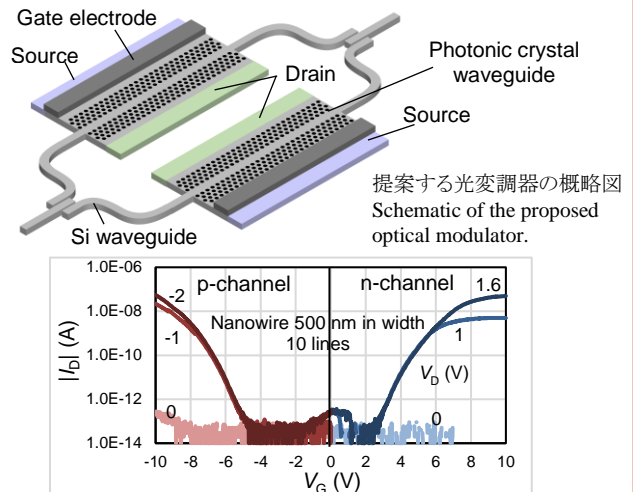 Gate electrode
Source
Drain
Photonic crystal
waveguide
Source
Si waveguide
提案する光変調器の概略図
Schematic of the proposed
optical modulator.
1.0E-06
1.0E-08
1.0E-10
1.0E-12
1.0E-14
|I_D| (A)
p-channel
n-channel
-2
-1
0
1.6
1
0
Nanowire 500 nm in width
10 lines
V_D (V)
-10 -8 -6 -4 -2 0 2 4 6 8 10
V_G (V)